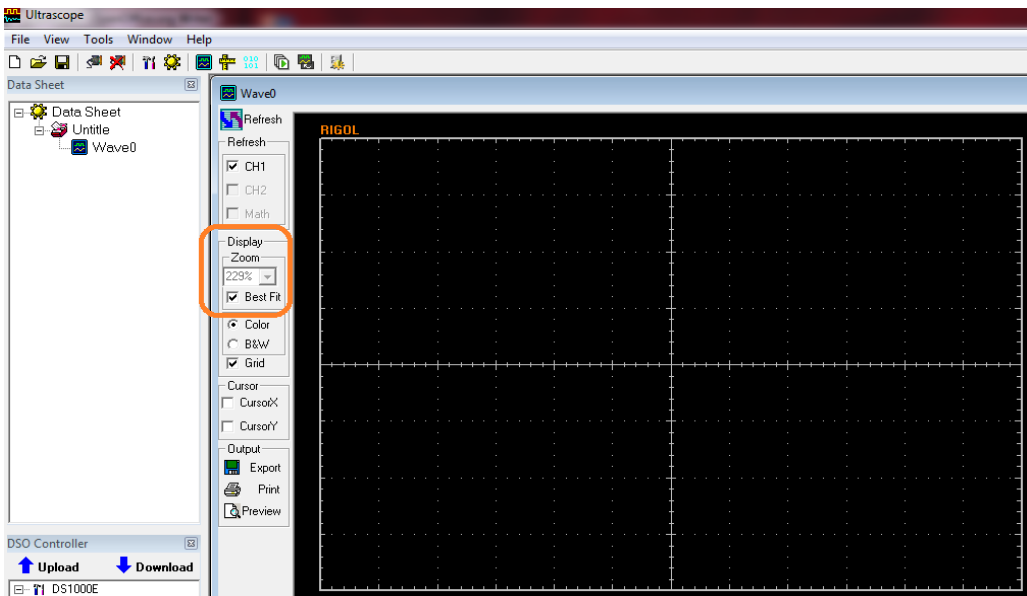 Ultrascope
File View Tools Window Help
Data Sheet
Data Sheet
Untitle
Wave0
DSO Controller
Upload Download
DS1000E
Wave0
Refresh
Refresh
CH1
CH2
Math
Display
Zoom
229%
Best Fit
Color
B&W
Grid
Cursor
CursorX
CursorY
Output
Export
Print
Preview
RIGOL